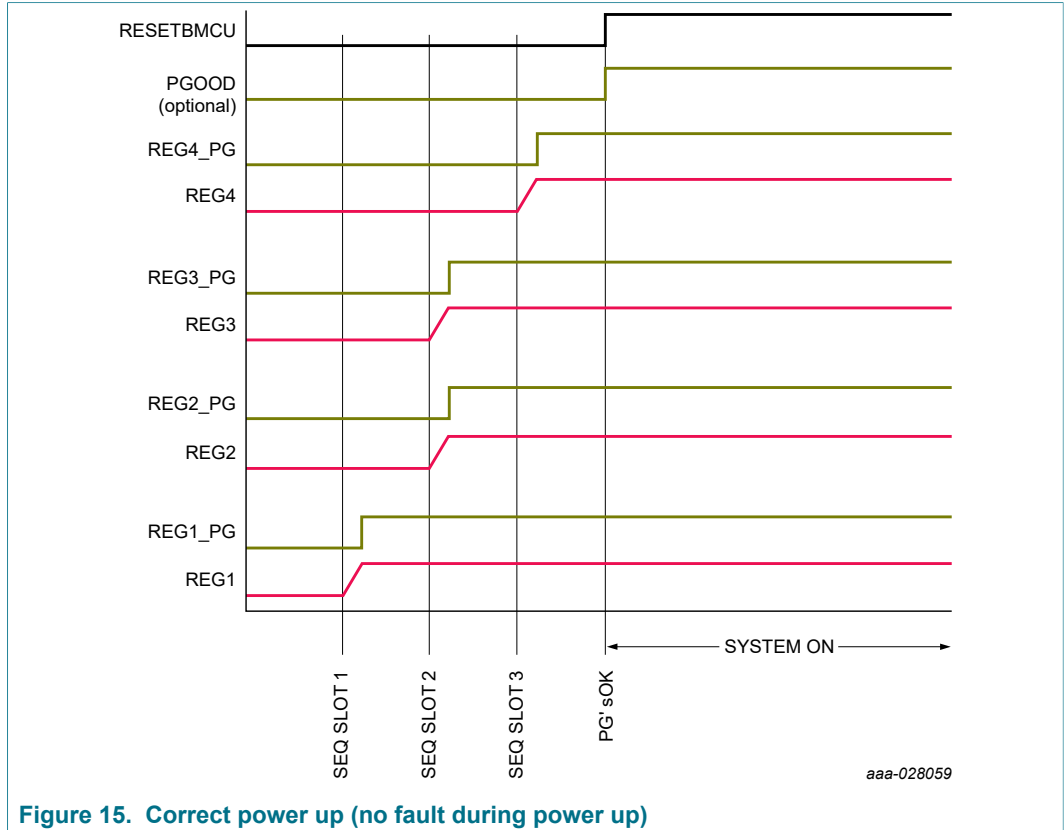 RESETBMCU
PGOOD
(optional)
REG4_PG
REG4
REG3_PG
REG3
REG2_PG
REG2
REG1_PG
REG1
SYSTEM ON
SEQ SLOT 1
SEQ SLOT 2
SEQ SLOT 3
PG' sOK
aaa-028059
Figure 15. Correct power up (no fault during power up)